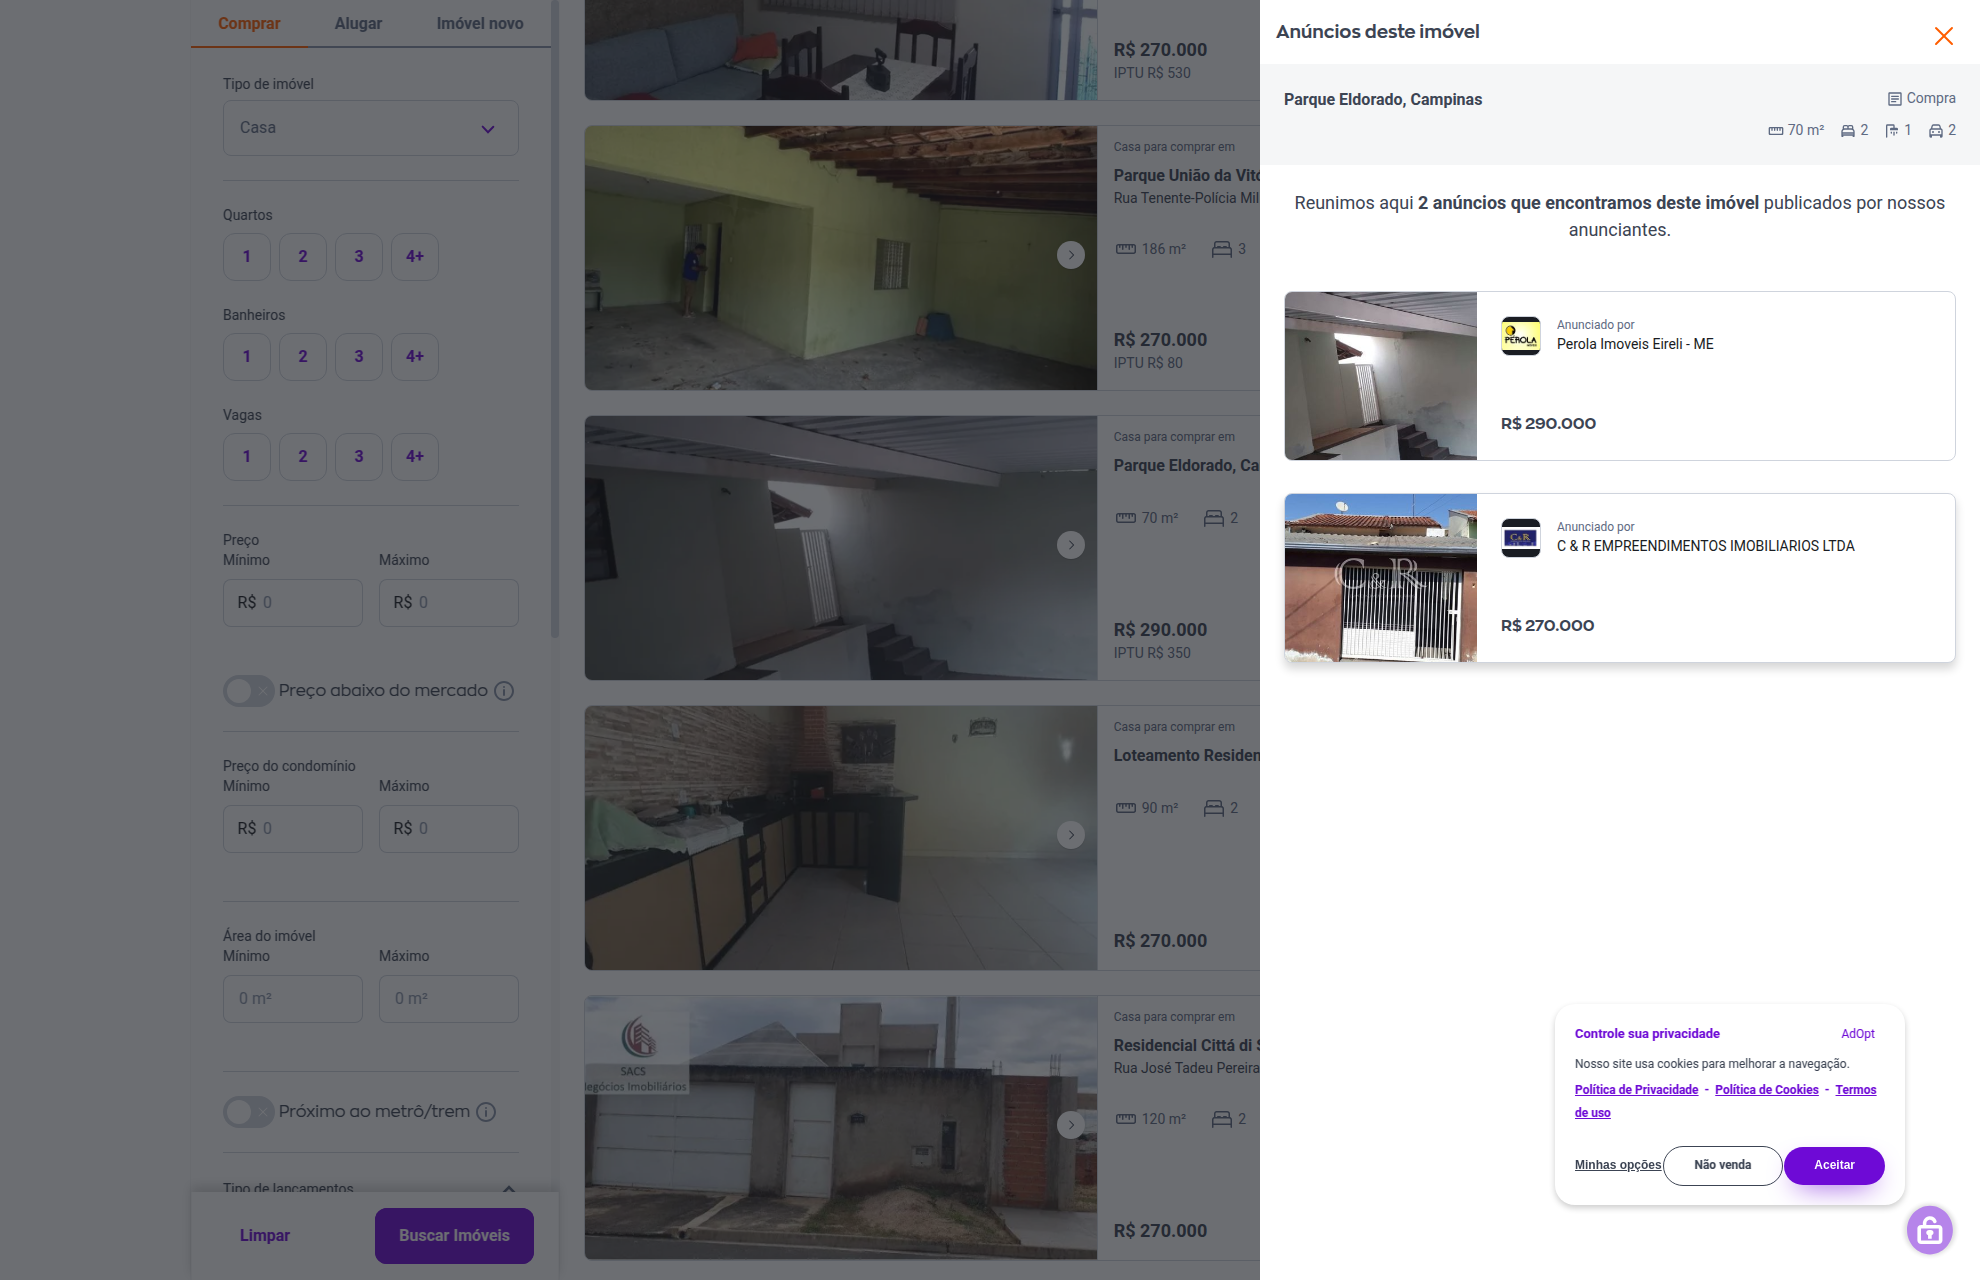 Comprar
Alugar
Imóvel novo
Tipo de imóvel
Casa
Quartos
1
2
3
4+
Banheiros
1
2
3
4+
Vagas
1
2
3
4+
Preço
Mínimo
Máximo
R$ 0
R$ 0
Preço abaixo do mercado
Preço do condomínio
Mínimo
Máximo
R$ 0
R$ 0
Área do imóvel
Mínimo
Máximo
0 m²
0 m²
Próximo ao metrô/trem
Tipo de lançamentos
Limpar
Buscar Imóveis
R$ 270.000
IPTU R$ 530
Casa para comprar em
Parque União da Vitó
Rua Tenente-Polícia Mil
186 m²
3
R$ 270.000
IPTU R$ 80
Casa para comprar em
Parque Eldorado, Ca
70 m²
2
R$ 290.000
IPTU R$ 350
Casa para comprar em
Loteamento Residen
90 m²
2
R$ 270.000
SACS
Negócios Imobiliários
Casa para comprar em
Residencial Cittá di S
Rua José Tadeu Pereira
120 m²
2
R$ 270.000
Anúncios deste imóvel
Parque Eldorado, Campinas
Compra
70 m²
2
1
2
Reunimos aqui 2 anúncios que encontramos deste imóvel publicados por nossos
anunciantes.
PEROLA
Anunciado por
Perola Imoveis Eireli - ME
R$ 290.000
C&R
C&R
Anunciado por
C & R EMPREENDIMENTOS IMOBILIARIOS LTDA
R$ 270.000
Controle sua privacidade
AdOpt
Nosso site usa cookies para melhorar a navegação.
Política de Privacidade - Política de Cookies - Termos
de uso
Minhas opções
Não venda
Aceitar